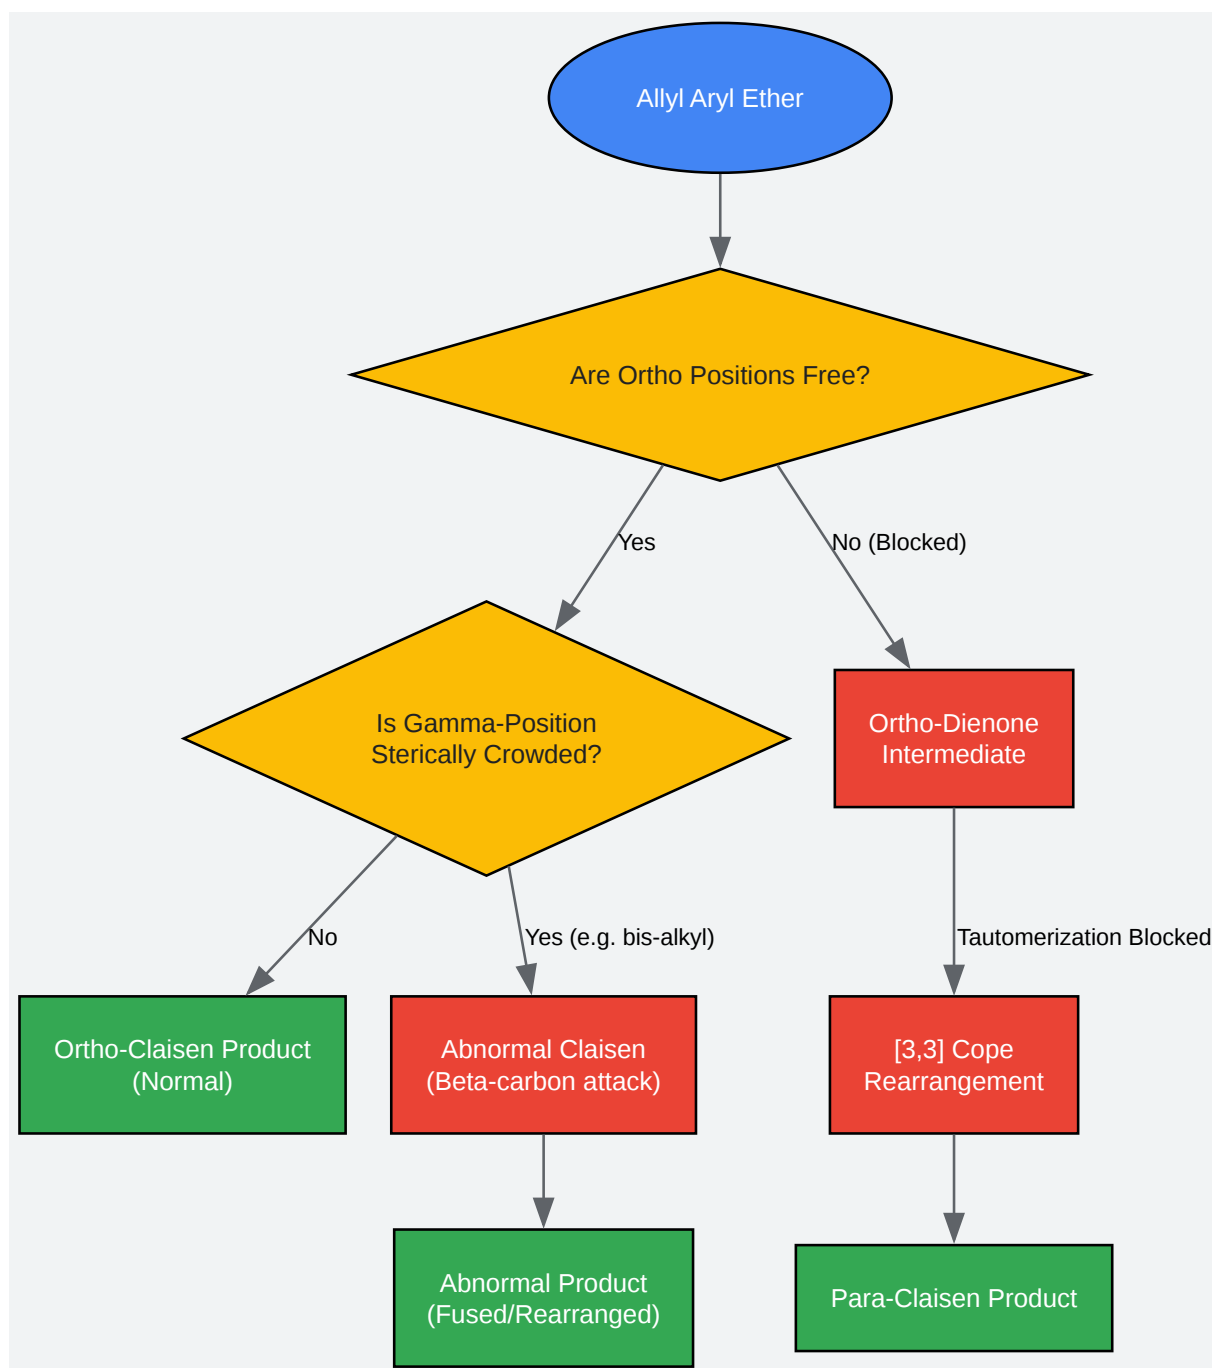 Allyl Aryl Ether
Are Ortho Positions Free?
Yes
No (Blocked)
Is Gamma-Position
Sterically Crowded?
Ortho-Dienone
Intermediate
No
Yes (e.g. bis-alkyl)
Tautomerization Blocked
Ortho-Claisen Product
(Normal)
Abnormal Claisen
(Beta-carbon attack)
[3,3] Cope
Rearrangement
Abnormal Product
(Fused/Rearranged)
Para-Claisen Product